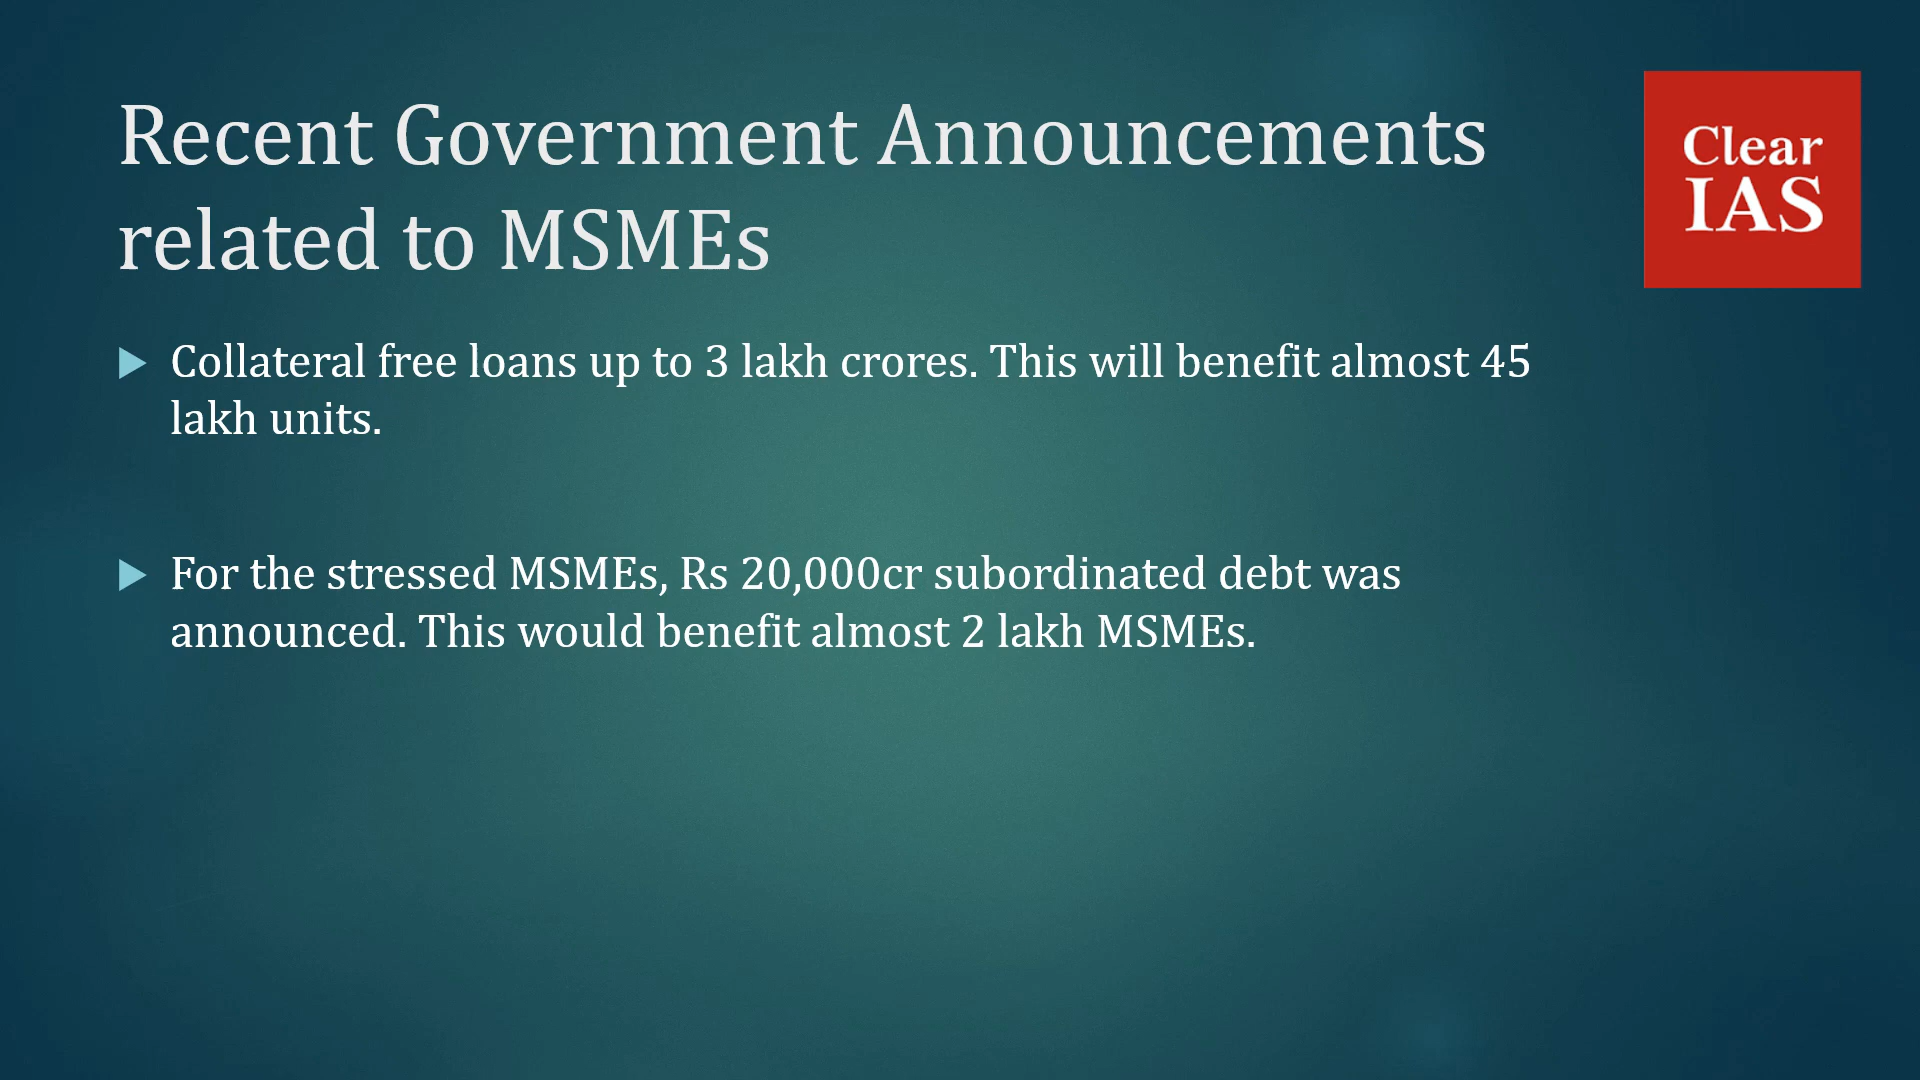 Recent Government Announcements
related to MSMEs
Clear
IAS
Collateral free loans up to 3 lakh crores. This will benefit almost 45
lakh units.
For the stressed MSMEs, Rs 20,000cr subordinated debt was
announced. This would benefit almost 2 lakh MSMEs.